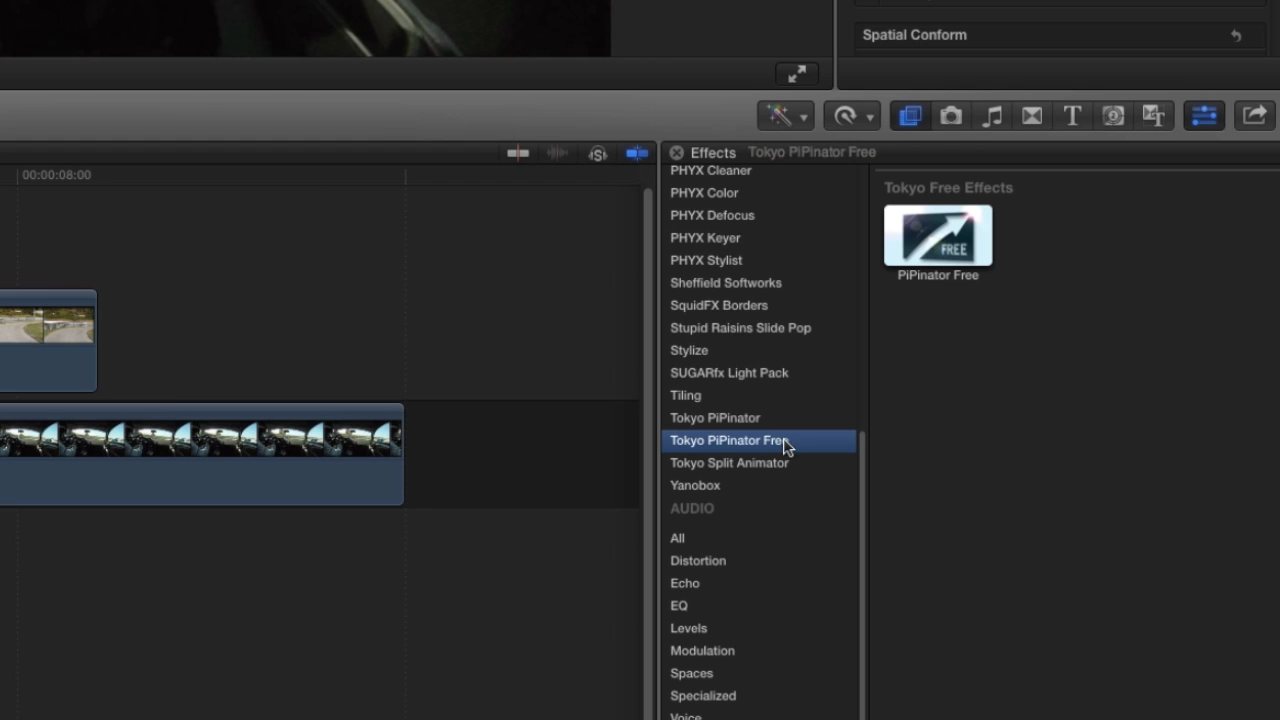 Spatial Conform
T
2
T
Effects Tokyo PiPinator Free
00:00:08:00
PHYX Cleaner
PHYX Color
PHYX Defocus
PHYX Keyer
PHYX Stylist
Sheffield Softworks
SquidFX Borders
Stupid Raisins Slide Pop
Stylize
SUGARfx Light Pack
Tiling
Tokyo PiPinator
Tokyo PiPinator Free
Tokyo Split Animator
Yanobox
AUDIO
All
Distortion
Echo
EQ
Levels
Modulation
Spaces
Specialized
Voice
Tokyo Free Effects
FREE
PiPinator Free